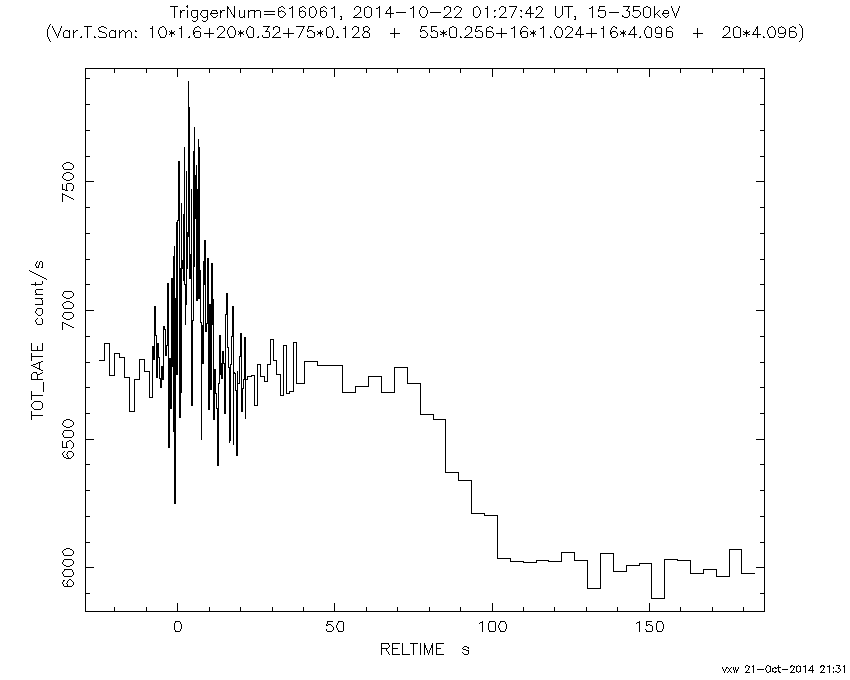 TriggerNum=616061, 2014-10-22 01:27:42 UT, 15-350keV
(Var.T.Sam: 10*1.6+20*0.32+75*0.128 + 55*0.256+16*1.024+16*4.096 + 20*4.096)
7500
7000
6500
6000
TOT_RATE count/s
0 50 100 150
RELTIME s
vxw 21-Oct-2014 21:31